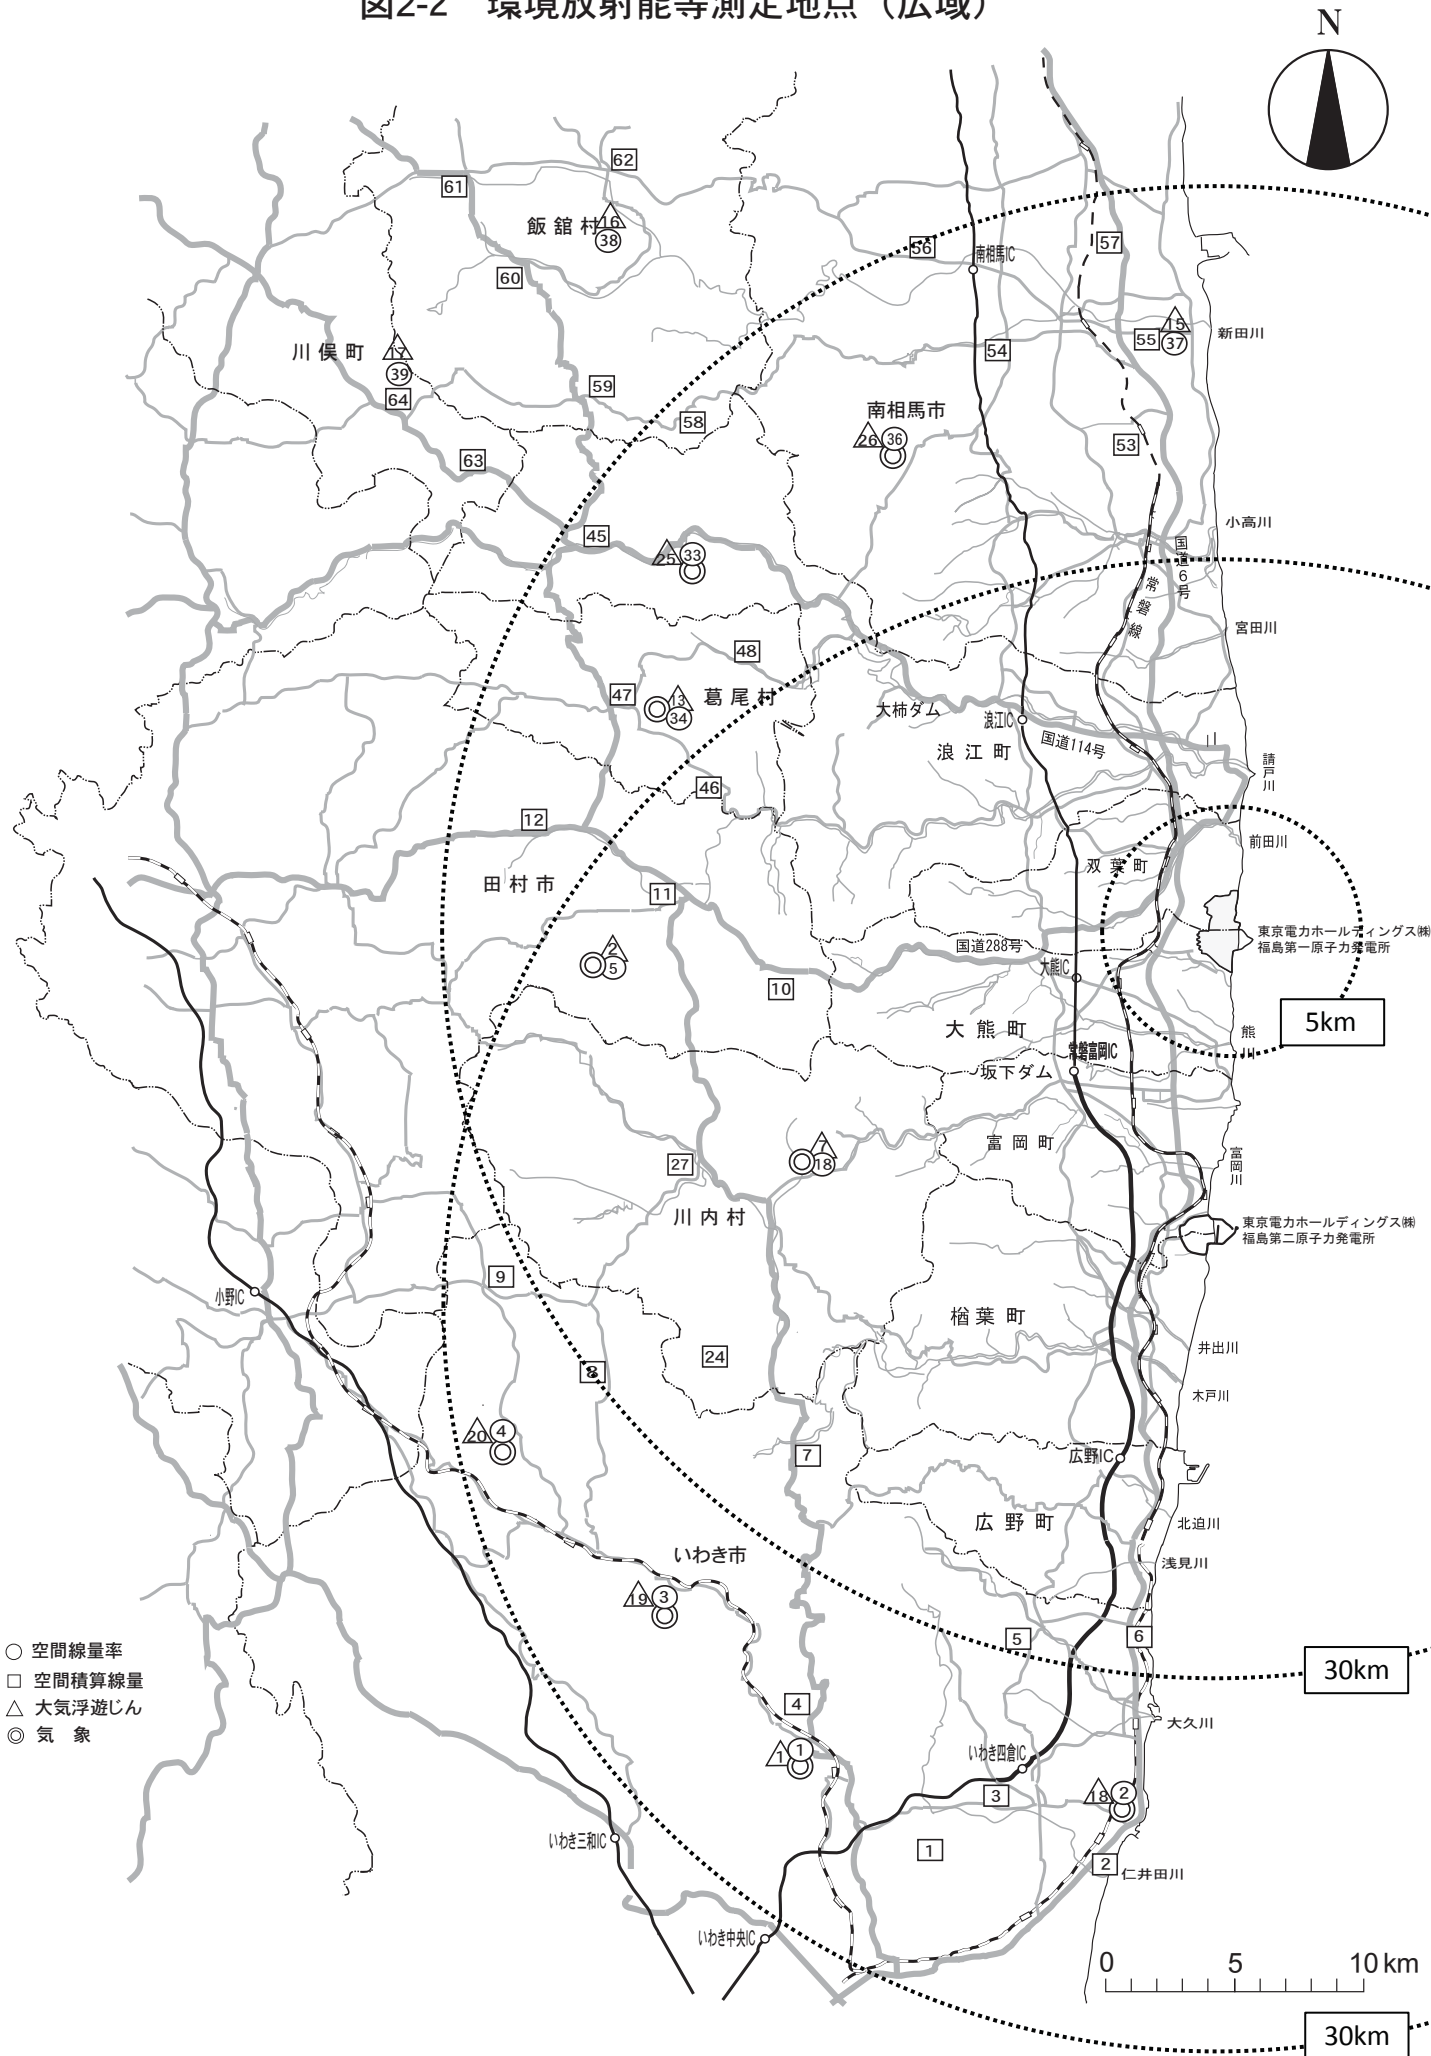 図2-2 環境放射能等測定地点（広域）
N
62
61
飯舘村
16
38
57
56
南相馬IC
60
15
55
37
新田川
川俣町
17
39
54
59
64
58
南相馬市
26
36
53
63
小高川
45
25
33
国道6号
常磐線
宮田川
48
47
13
34
葛尾村
大柿ダム
浪江IC
国道114号
浪江町
請戸川
46
12
前田川
双葉町
田村市
11
国道288号
東京電力ホールディングス㈱
福島第一原子力発電所
2
5
大熊IC
10
5km
大熊町
熊川
常磐富岡IC
坂下ダム
富岡町
7
18
27
富岡川
川内村
東京電力ホールディングス㈱
福島第二原子力発電所
9
小野IC
楢葉町
井出川
24
8
木戸川
20
4
7
広野IC
広野町
北迫川
いわき市
浅見川
19
3
5
6
○ 空間線量率
□ 空間積算線量
△ 大気浮遊じん
◎ 気象
30km
4
大久川
1
1
いわき四倉IC
3
18
2
いわき三和IC
1
2
仁井田川
いわき中央IC
0 5 10 km
30km